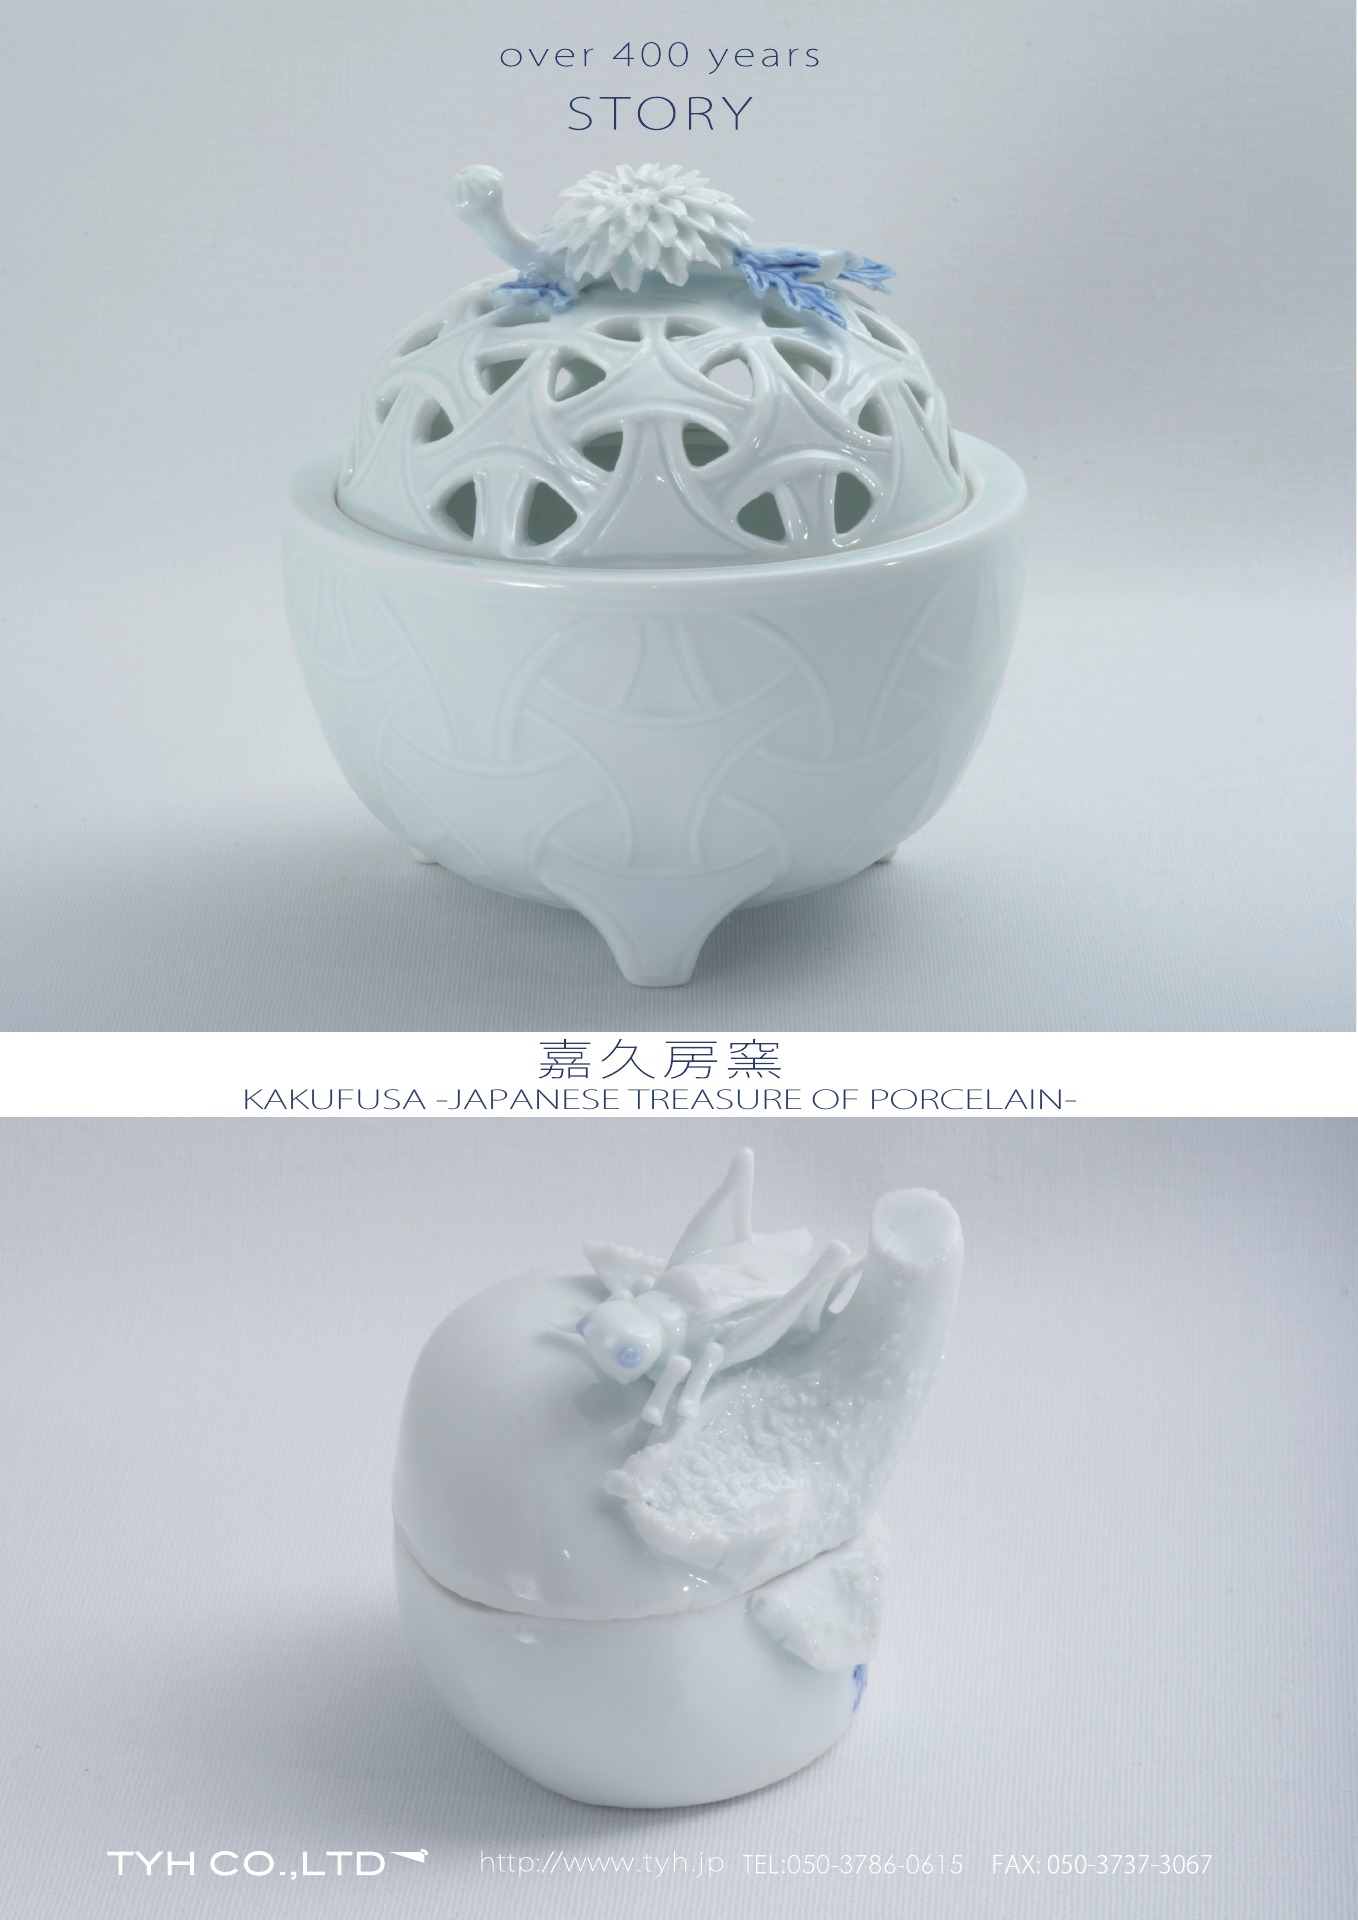 over 400 years
STORY
嘉久房窯
KAKUFUSA -JAPANESE TREASURE OF PORCELAIN-
TYH CO.,LTD http://www.tyh.jp TEL:050-3786-0615 FAX: 050-3737-3067